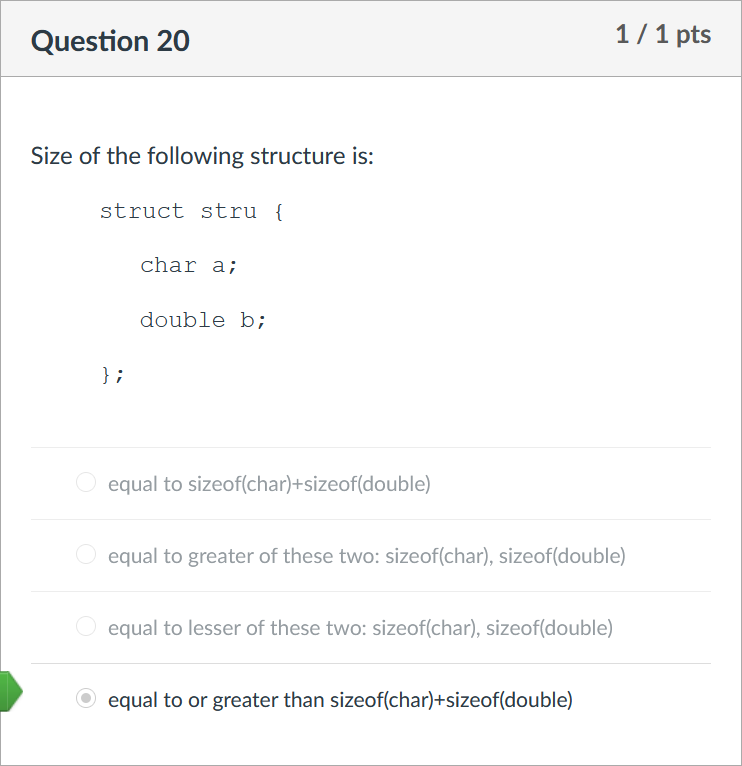 Question 20
1 / 1 pts
Size of the following structure is:
struct stru {
char a;
double b;
};
equal to sizeof(char)+sizeof(double)
equal to greater of these two: sizeof(char), sizeof(double)
equal to lesser of these two: sizeof(char), sizeof(double)
equal to or greater than sizeof(char)+sizeof(double)